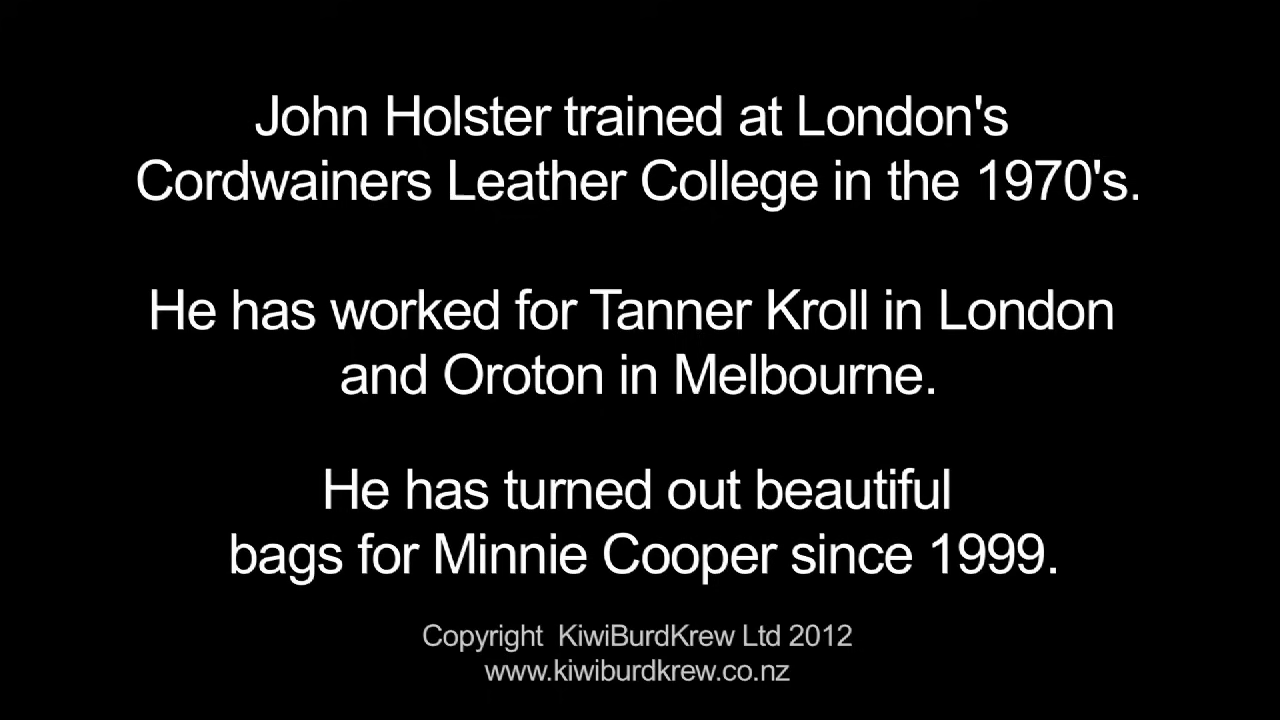 John Holster trained at London's
Cordwainers Leather College in the 1970's.
He has worked for Tanner Kroll in London
and Oroton in Melbourne.
He has turned out beautiful
bags for Minnie Cooper since 1999.
Copyright  KiwiBurdKrew Ltd 2012
www.kiwiburdkrew.co.nz